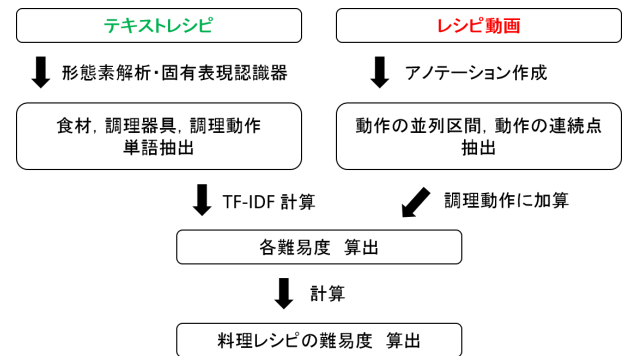 テキストレシピ
レシピ動画
形態素解析・固有表現認識器
アノテーション作成
食材，調理器具，調理動作
単語抽出
動作の並列区間，動作の連続点
抽出
TF-IDF 計算
調理動作に加算
各難易度　算出
計算
料理レシピの難易度　算出